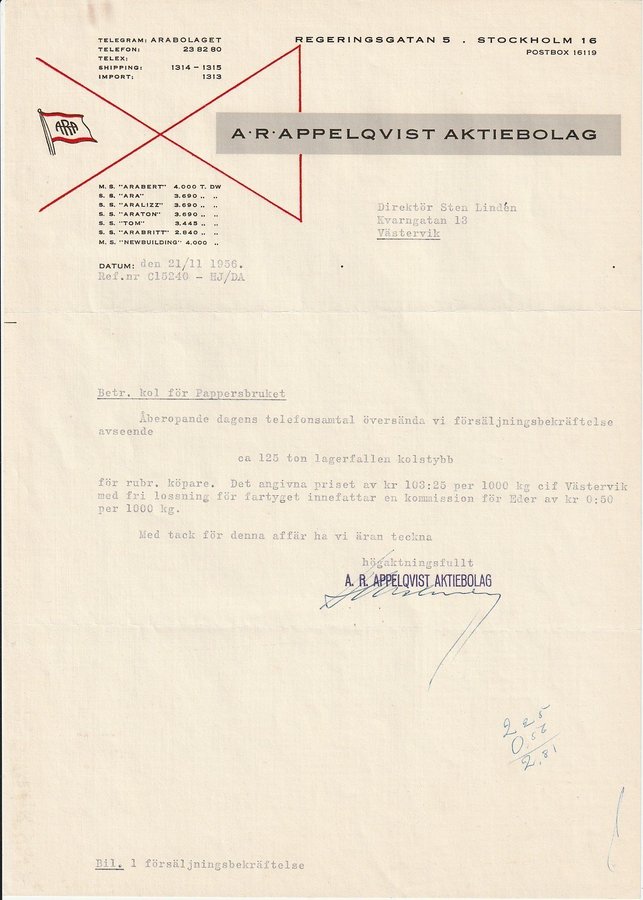 TELEGRAM: ARABOLAGET
TELEFON: 23 82 80
TELEX:
SHIPPING: 1314 - 1315
IMPORT: 1313
REGERINGSGATAN 5 . STOCKHOLM 16
POSTBOX 16119
ARA
A·R·APPELQVIST AKTIEBOLAG
M. S. "ARABERT" 4.000 T. DW
S. S. "ARA" 3.690 „ „
S. S. "ARALIZZ" 3.690 „ „
S. S. "ARATON" 3.690 „ „
S. S. "TOM" 3.445 „ „
S. S. "ARABRITT" 2.840 „ „
M. S. "NEWBUILDING" 4.000 „
Direktör Sten Lindén
Kvarngatan 13
Västervik
DATUM: den 21/11 1956.
Ref.nr C15240 - HJ/DA
Betr. kol för Pappersbruket
Åberopande dagens telefonsamtal översända vi försäljningsbekräftelse
avseende
ca 125 ton lagerfallen kolstybb
för rubr. köpare. Det angivna priset av kr 103:25 per 1000 kg cif Västervik
med fri lossning för fartyget innefattar en kommission för Eder av kr 0:50
per 1000 kg.
Med tack för denna affär ha vi äran teckna
högaktningsfullt
A. R. APPELQVIST AKTIEBOLAG
2 25
0.56
2.81
Bil. 1 försäljningsbekräftelse